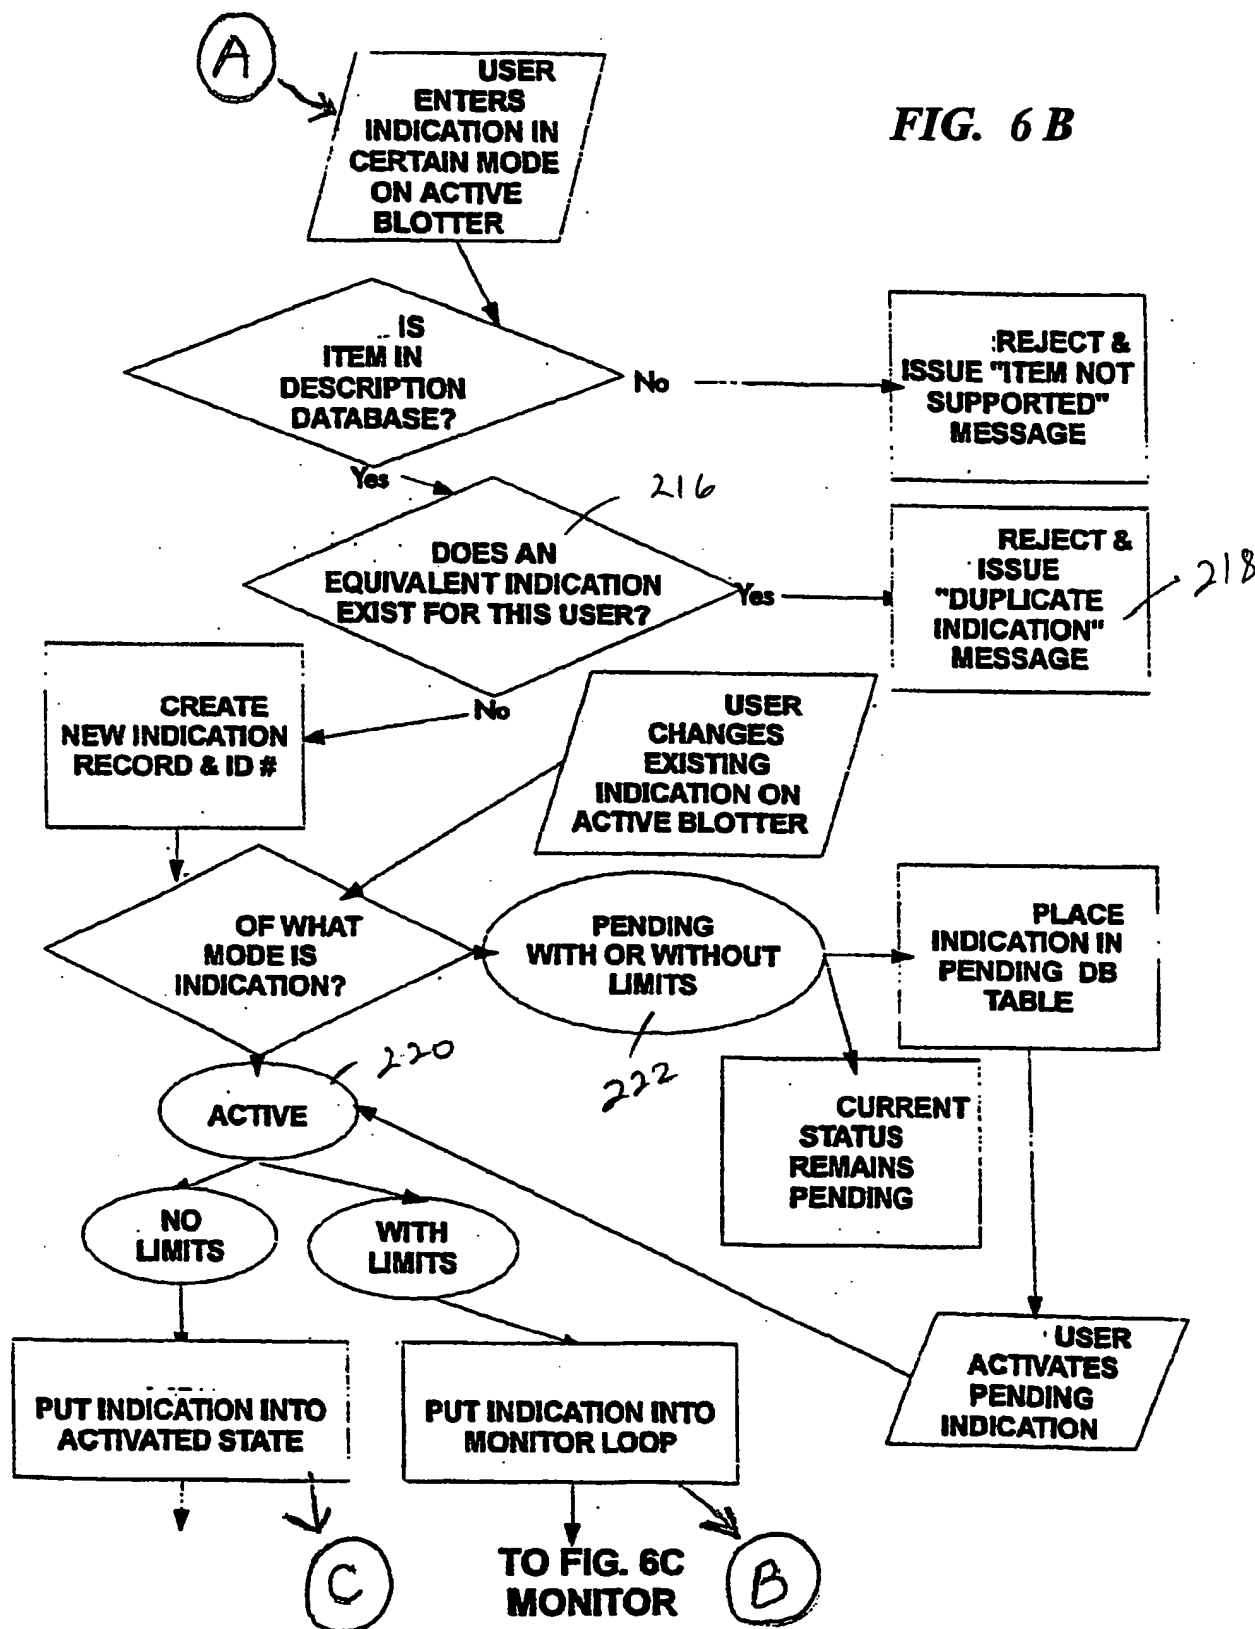 A
USER
ENTERS
INDICATION IN
CERTAIN MODE
ON ACTIVE
BLOTTER
FIG. 6 B
IS
ITEM IN
DESCRIPTION
DATABASE?
No
REJECT &
ISSUE "ITEM NOT
SUPPORTED"
MESSAGE
Yes
216
DOES AN
EQUIVALENT INDICATION
EXIST FOR THIS USER?
Yes
REJECT &
ISSUE
"DUPLICATE
INDICATION"
MESSAGE
218
No
CREATE
NEW INDICATION
RECORD & ID #
USER
CHANGES
EXISTING
INDICATION ON
ACTIVE BLOTTER
OF WHAT
MODE IS
INDICATION?
PENDING
WITH OR WITHOUT
LIMITS
222
PLACE
INDICATION IN
PENDING DB
TABLE
220
ACTIVE
CURRENT
STATUS
REMAINS
PENDING
NO
LIMITS
WITH
LIMITS
USER
ACTIVATES
PENDING
INDICATION
PUT INDICATION INTO
ACTIVATED STATE
PUT INDICATION INTO
MONITOR LOOP
C
TO FIG. 6C
MONITOR
B